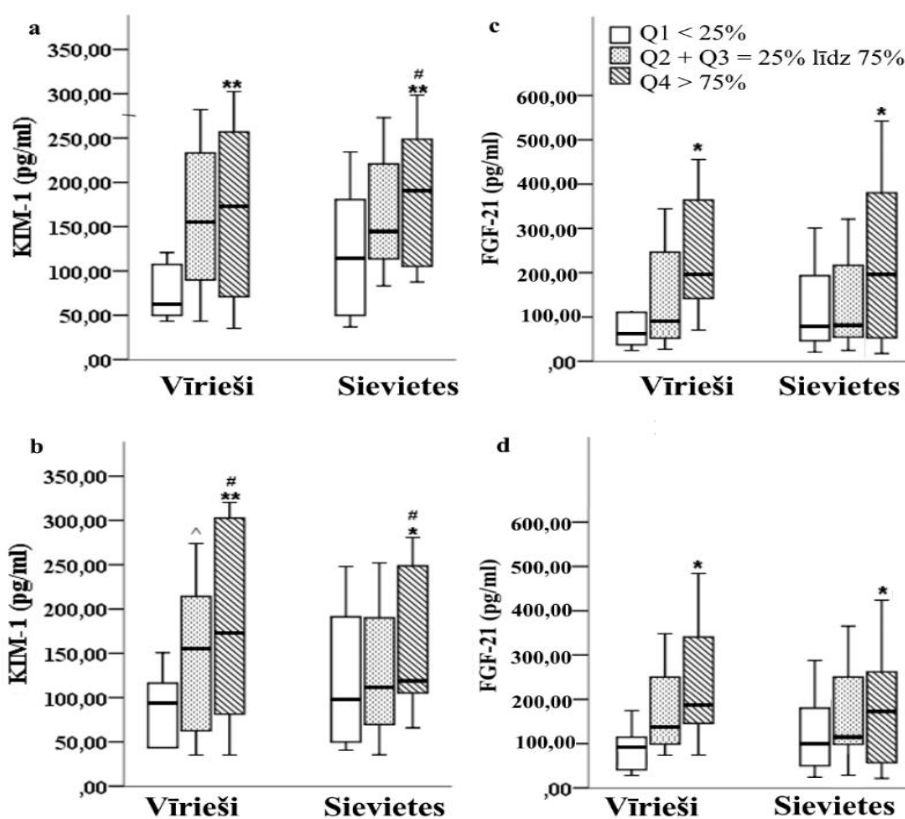 a
KIM-1 (pg/ml)
350,00
300,00
250,00
200,00
150,00
100,00
50,00
,00
**
#
**
Vīrieši Sievietes
c
Q1 < 25%
Q2 + Q3 = 25% līdz 75%
Q4 > 75%
FGF-21 (pg/ml)
600,00
500,00
400,00
300,00
200,00
100,00
,00
*
*
Vīrieši Sievietes
b
KIM-1 (pg/ml)
350,00
300,00
250,00
200,00
150,00
100,00
50,00
,00
^
#
**
#
*
Vīrieši Sievietes
d
FGF-21 (pg/ml)
600,00
500,00
400,00
300,00
200,00
100,00
,00
*
*
Vīrieši Sievietes